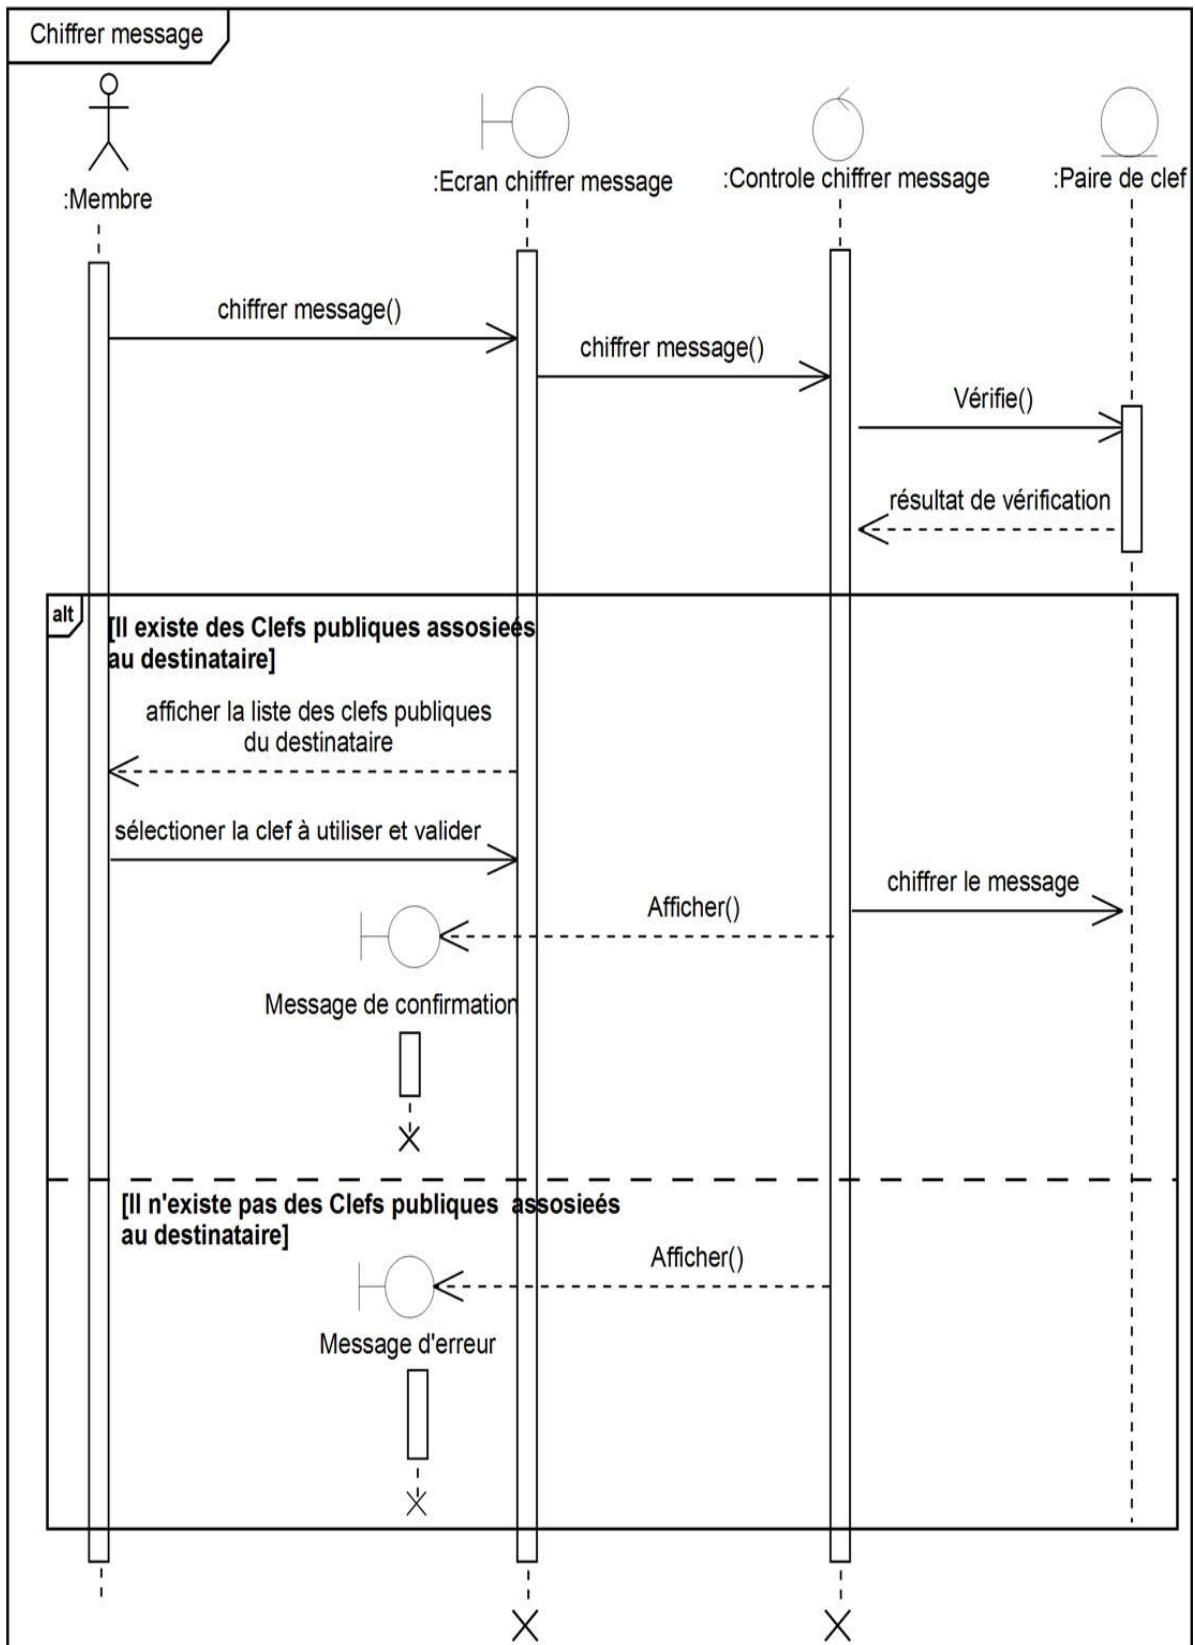 Chiffrer message
:Membre
:Ecran chiffrer message
:Controle chiffrer message
:Paire de clef
chiffrer message()
chiffrer message()
Vérifie()
résultat de vérification
alt
[Il existe des Clefs publiques assosieés
au destinataire]
afficher la liste des clefs publiques
du destinataire
sélectioner la clef à utiliser et valider
chiffrer le message
Afficher()
Message de confirmation
[Il n'existe pas des Clefs publiques assosieés
au destinataire]
Afficher()
Message d'erreur